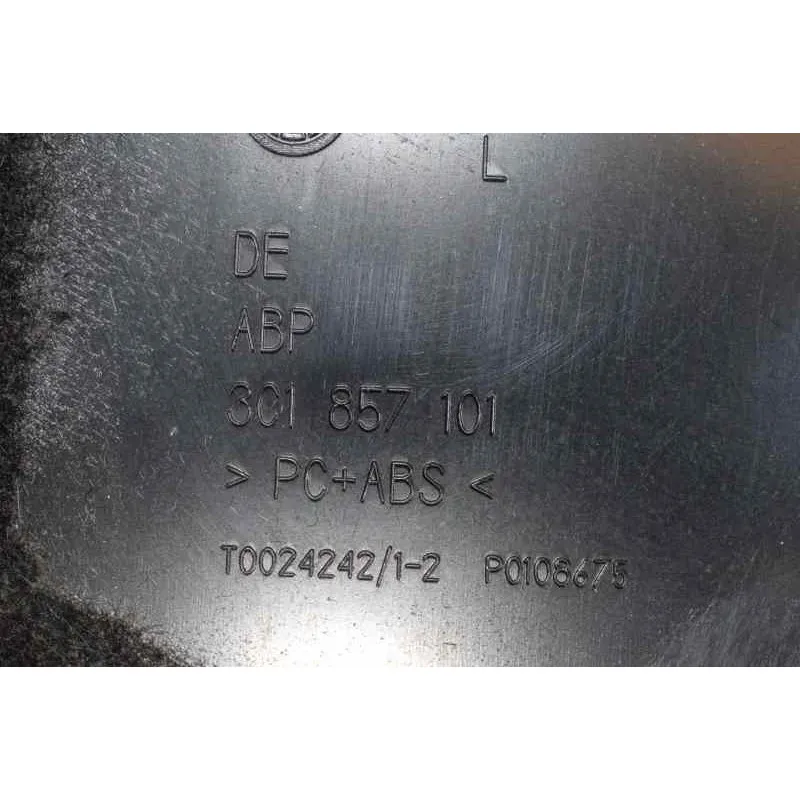 L
DE
ABP
3C1 857 101
> PC+ABS <
T0024242/1-2 P0108675